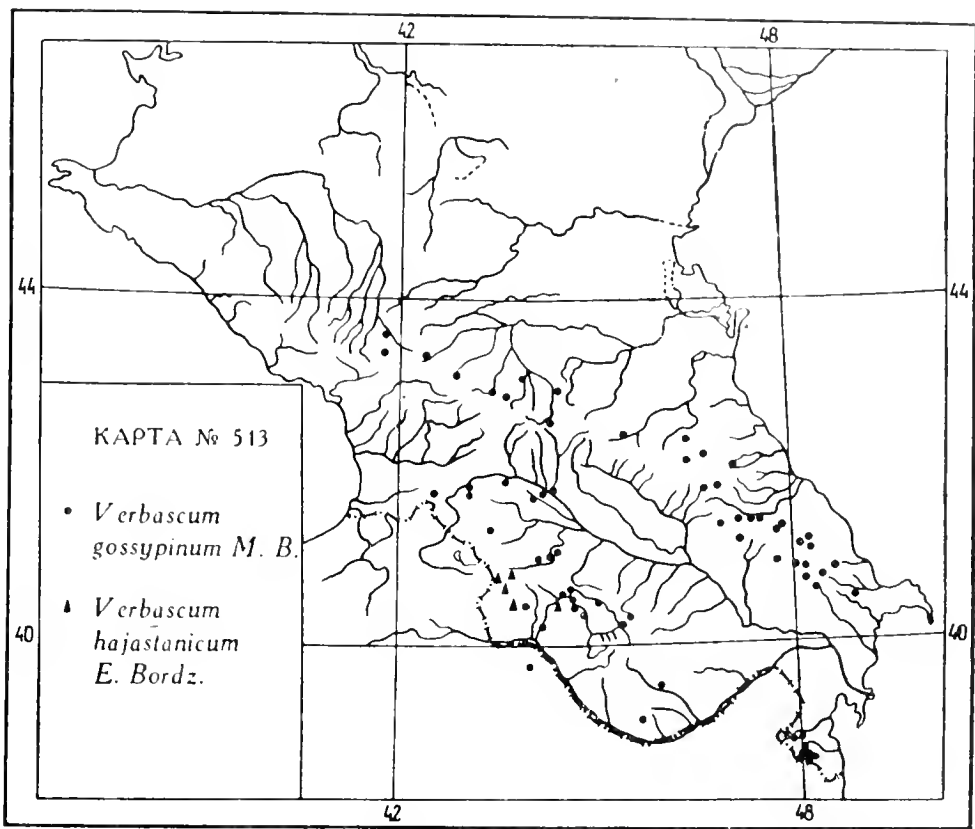 42 48
44 44
КАРТА № 513
• Verbascum
gossypinum M. B.
▲ Verbascum
hajastanicum
E. Bordz.
40 40
42 48